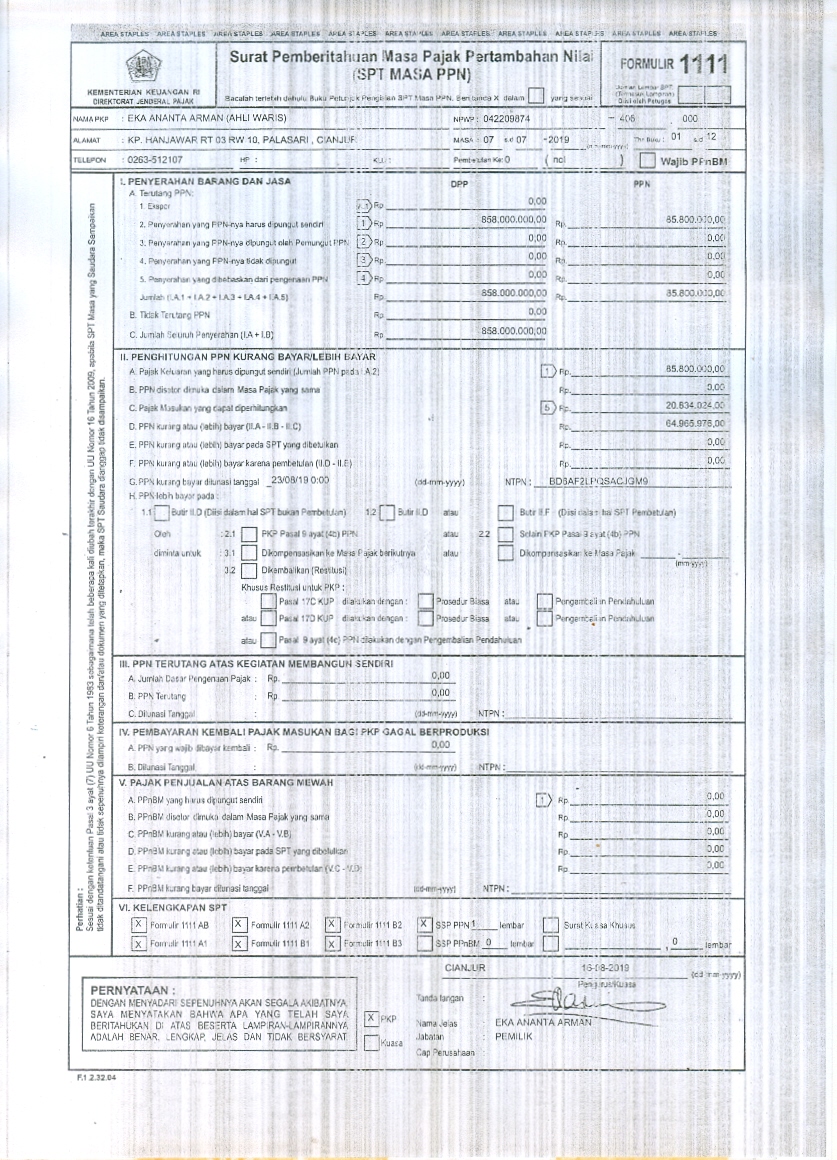 AREA STAPLES AREA STAPLES AREA STAPLES AREA STAPLES AREA STAPLES AREA STAPLES AREA STAPLES AREA STAPLES AREA STAPLES AREA STAPLES AREA STAPLES
KEMENTERIAN KEUANGAN RI
DIREKTORAT JENDERAL PAJAK
Surat Pemberitahuan Masa Pajak Pertambahan Nilai
(SPT MASA PPN)
Bacalah terlebih dahulu Buku Petunjuk Pengisian SPT Masa PPN. Beri tanda X dalam yang sesuai
FORMULIR 1111
Jumlah Lembar SPT
(Termasuk Lampiran)
Diisi oleh Petugas
NAMA PKP : EKA ANANTA ARMAN (AHLI WARIS) NPWP : 042209874 - 406 000
ALAMAT : KP. HANJAWAR RT 03 RW 10, PALASARI , CIANJUR MASA : 07 s.d 07 -2019 Thn Buku : 01 s.d 12
TELEPON : 0263-512107 HP : KLU : Pembetulan Ke: 0 ( nol ) Wajib PPnBM
I. PENYERAHAN BARANG DAN JASA DPP PPN
A. Terutang PPN:
1. Ekspor Rp. 0,00
2. Penyerahan yang PPN-nya harus dipungut sendiri 1 Rp. 858.000.000,00 Rp. 85.800.000,00
3. Penyerahan yang PPN-nya dipungut oleh Pemungut PPN 2 Rp. 0,00 Rp. 0,00
4. Penyerahan yang PPN-nya tidak dipungut 3 Rp. 0,00 Rp. 0,00
5. Penyerahan yang dibebaskan dari pengenaan PPN 4 Rp. 0,00 Rp. 0,00
Jumlah (I.A.1 + I.A.2 + I.A.3 + I.A.4 + I.A.5) Rp. 858.000.000,00 Rp. 85.800.000,00
B. Tidak Terutang PPN Rp. 0,00
C. Jumlah Seluruh Penyerahan (I.A + I.B) Rp. 858.000.000,00
II. PENGHITUNGAN PPN KURANG BAYAR/LEBIH BAYAR
A. Pajak Keluaran yang harus dipungut sendiri (Jumlah PPN pada I.A.2) 1 Rp. 85.800.000,00
B. PPN disetor dimuka dalam Masa Pajak yang sama Rp. 0,00
C. Pajak Masukan yang dapat diperhitungkan 5 Rp. 20.834.024,00
D. PPN kurang atau (lebih) bayar (II.A - II.B - II.C) Rp. 64.965.976,00
E. PPN kurang atau (lebih) bayar pada SPT yang dibetulkan Rp. 0,00
F. PPN kurang atau (lebih) bayar karena pembetulan (II.D - II.E) Rp. 0,00
G. PPN kurang bayar dilunasi tanggal 23/08/19 0:00 (dd-mm-yyyy) NTPN : BD6AF2LPQSACJGM9
H. PPN lebih bayar pada :
1.1 Butir II.D (Diisi dalam hal SPT bukan Pembetulan) 1.2 Butir II.D atau Butir II.F (Diisi dalam hal SPT Pembetulan)
Oleh : 2.1 PKP Pasal 9 ayat (4b) PPN atau 2.2 Selain PKP Pasal 9 ayat (4b) PPN
diminta untuk : 3.1 Dikompensasikan ke Masa Pajak berikutnya atau Dikompensasikan ke Masa Pajak -
(mm-yyyy)
3.2 Dikembalikan (Restitusi)
Khusus Restitusi untuk PKP :
Pasal 17C KUP dilakukan dengan : Prosedur Biasa atau Pengembalian Pendahuluan
atau Pasal 17D KUP dilakukan dengan : Prosedur Biasa atau Pengembalian Pendahuluan
atau Pasal 9 ayat (4c) PPN dilakukan dengan Pengembalian Pendahuluan
III. PPN TERUTANG ATAS KEGIATAN MEMBANGUN SENDIRI
A. Jumlah Dasar Pengenaan Pajak : Rp. 0,00
B. PPN Terutang : Rp. 0,00
C. Dilunasi Tanggal : (dd-mm-yyyy) NTPN :
IV. PEMBAYARAN KEMBALI PAJAK MASUKAN BAGI PKP GAGAL BERPRODUKSI
A. PPN yang wajib dibayar kembali : Rp. 0,00
B. Dilunasi Tanggal : (dd-mm-yyyy) NTPN :
V. PAJAK PENJUALAN ATAS BARANG MEWAH
A. PPnBM yang harus dipungut sendiri 1 Rp. 0,00
B. PPnBM disetor dimuka dalam Masa Pajak yang sama Rp. 0,00
C. PPnBM kurang atau (lebih) bayar (V.A - V.B) Rp. 0,00
D. PPnBM kurang atau (lebih) bayar pada SPT yang dibetulkan Rp. 0,00
E. PPnBM kurang atau (lebih) bayar karena pembetulan (V.C - V.D) Rp. 0,00
F. PPnBM kurang bayar dilunasi tanggal (dd-mm-yyyy) NTPN :
VI. KELENGKAPAN SPT
X Formulir 1111 AB X Formulir 1111 A2 X Formulir 1111 B2 X SSP PPN 1 lembar Surat Kuasa Khusus
X Formulir 1111 A1 X Formulir 1111 B1 X Formulir 1111 B3 SSP PPnBM 0 lembar , 0 lembar
Perhatian :
Sesuai dengan ketentuan Pasal 3 ayat (7) UU Nomor 6 Tahun 1983 sebagaimana telah beberapa kali diubah terakhir dengan UU Nomor 16 Tahun 2009, apabila SPT Masa yang Saudara Sampaikan
tidak ditandatangani atau tidak sepenuhnya dilampiri keterangan dan/atau dokumen yang ditetapkan, maka SPT Saudara dianggap tidak disampaikan.
PERNYATAAN :
DENGAN MENYADARI SEPENUHNYA AKAN SEGALA AKIBATNYA,
SAYA MENYATAKAN BAHWA APA YANG TELAH SAYA
BERITAHUKAN DI ATAS BESERTA LAMPIRAN-LAMPIRANNYA
ADALAH BENAR, LENGKAP, JELAS DAN TIDAK BERSYARAT
X PKP
Kuasa
CIANJUR 16-08-2019 (dd-mm-yyyy)
Pengurus/Kuasa
Tanda tangan :
Nama Jelas : EKA ANANTA ARMAN
Jabatan : PEMILIK
Cap Perusahaan :
F.1.2.32.04